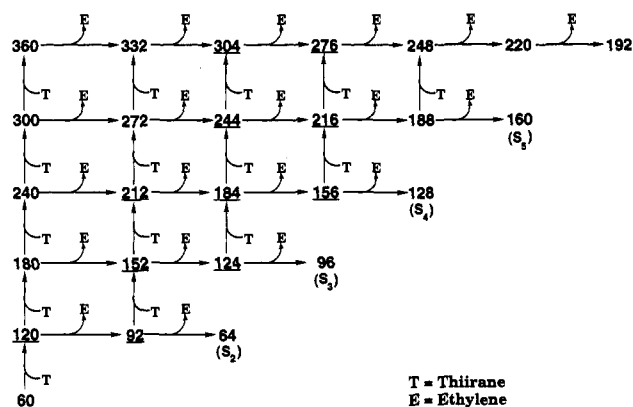 E E E E E E
360 332 304 276 248 220 192
T T T T T
E E E E E
300 272 244 216 188 160
(S5)
T T T T
E E E E
240 212 184 156 128
(S4)
T T T
E E E
180 152 124 96
(S3)
T T
E E
120 92 64
(S2)
T
60
T = Thiirane
E = Ethylene